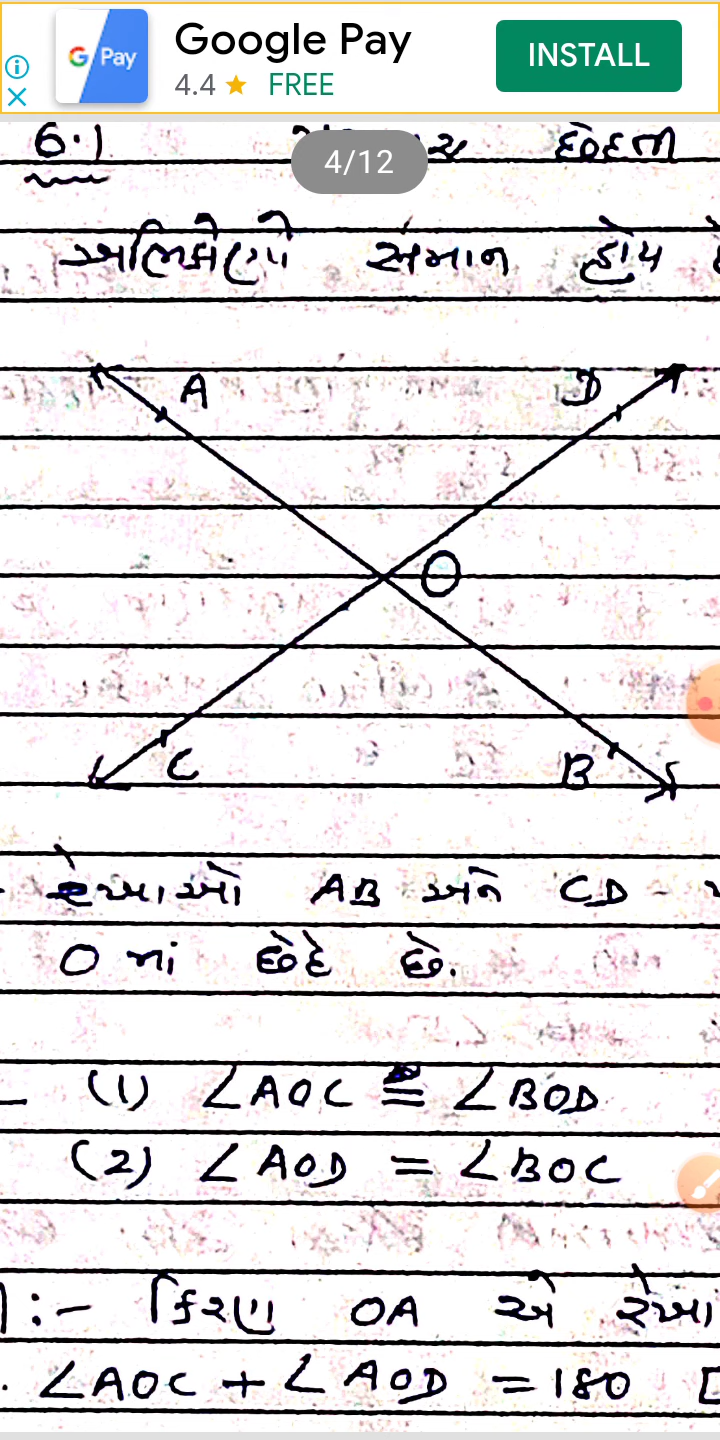 Google Pay
G Pay
4.4 ★ FREE
INSTALL
4/12
6.1 છેદતી
સમાન હોય
A
D
O
C
B
રેખાઓ AB અને CD
O માં છેદે છે.
(1) ∠AOC ≅ ∠BOD
(2) ∠AOD = ∠BOC
:- કિરણ OA એ રેખા
∠AOC + ∠AOD = 180 [